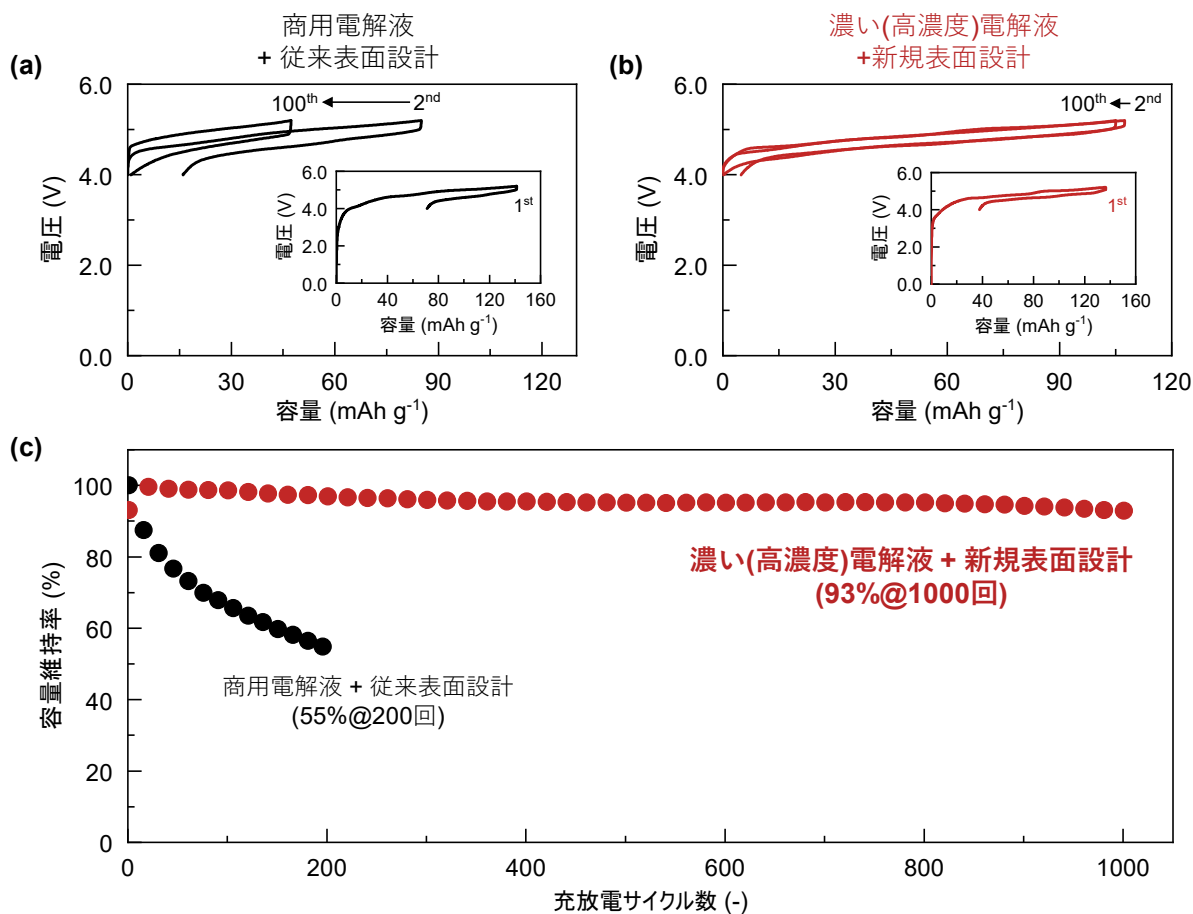 商用電解液
+ 従来表面設計
(a)
6.0
4.0
2.0
0.0
電圧 (V)
100th
2nd
6.0
4.0
2.0
0.0
電圧 (V)
1st
0
40
80
120
160
容量 (mAh g-1)
0
30
60
90
120
容量 (mAh g-1)
濃い(高濃度)電解液
+新規表面設計
(b)
6.0
4.0
2.0
0.0
電圧 (V)
100th
2nd
6.0
4.0
2.0
0.0
電圧 (V)
1st
0
40
80
120
160
容量 (mAh g-1)
0
30
60
90
120
容量 (mAh g-1)
(c)
100
80
60
40
20
0
容量維持率 (%)
濃い(高濃度)電解液 + 新規表面設計
(93%@1000回)
商用電解液 + 従来表面設計
(55%@200回)
0
200
400
600
800
1000
充放電サイクル数 (-)